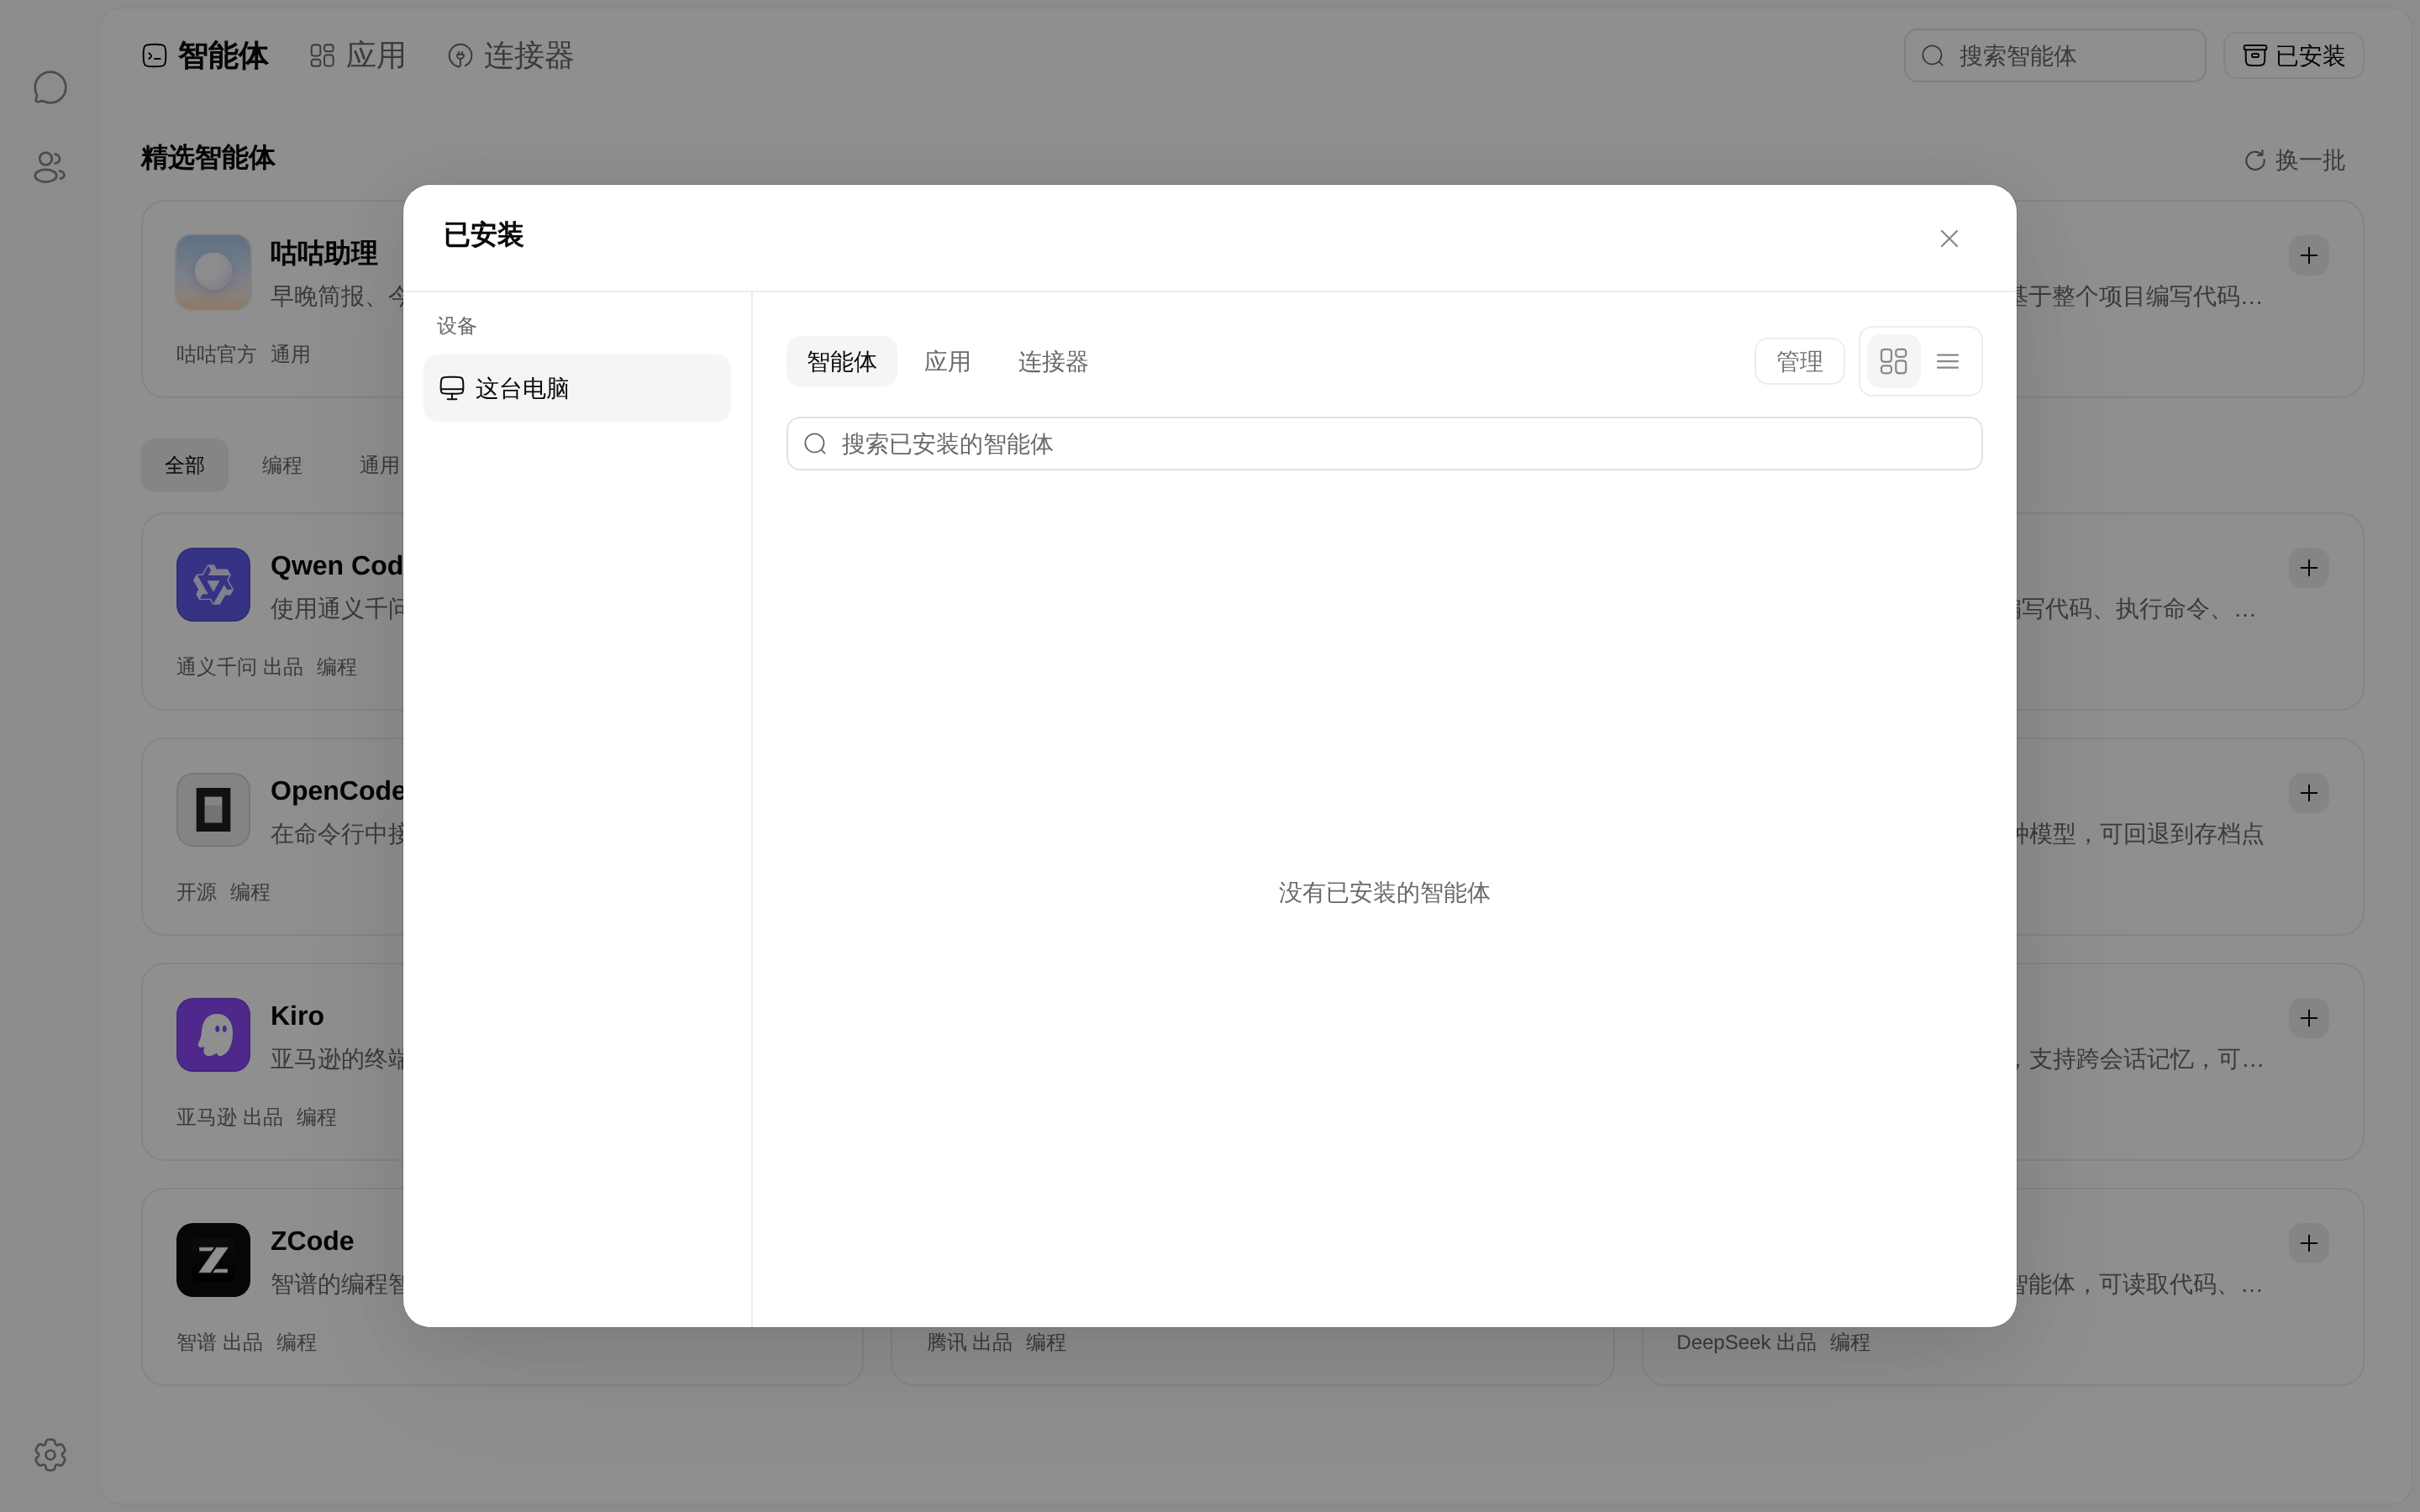 智能体 应用 连接器 搜索智能体 已安装
精选智能体 换一批
咕咕助理
早晚简报、今
咕咕官方 通用
基于整个项目编写代码…
全部 编程 通用
Qwen Cod
使用通义千问
通义千问 出品 编程
编写代码、执行命令、…
OpenCode
在命令行中接
开源 编程
种模型，可回退到存档点
Kiro
亚马逊的终端
亚马逊 出品 编程
，支持跨会话记忆，可…
ZCode
智谱的编程智
智谱 出品 编程
腾讯 出品 编程
智能体，可读取代码、…
DeepSeek 出品 编程
已安装
设备
这台电脑
智能体 应用 连接器 管理
搜索已安装的智能体
没有已安装的智能体